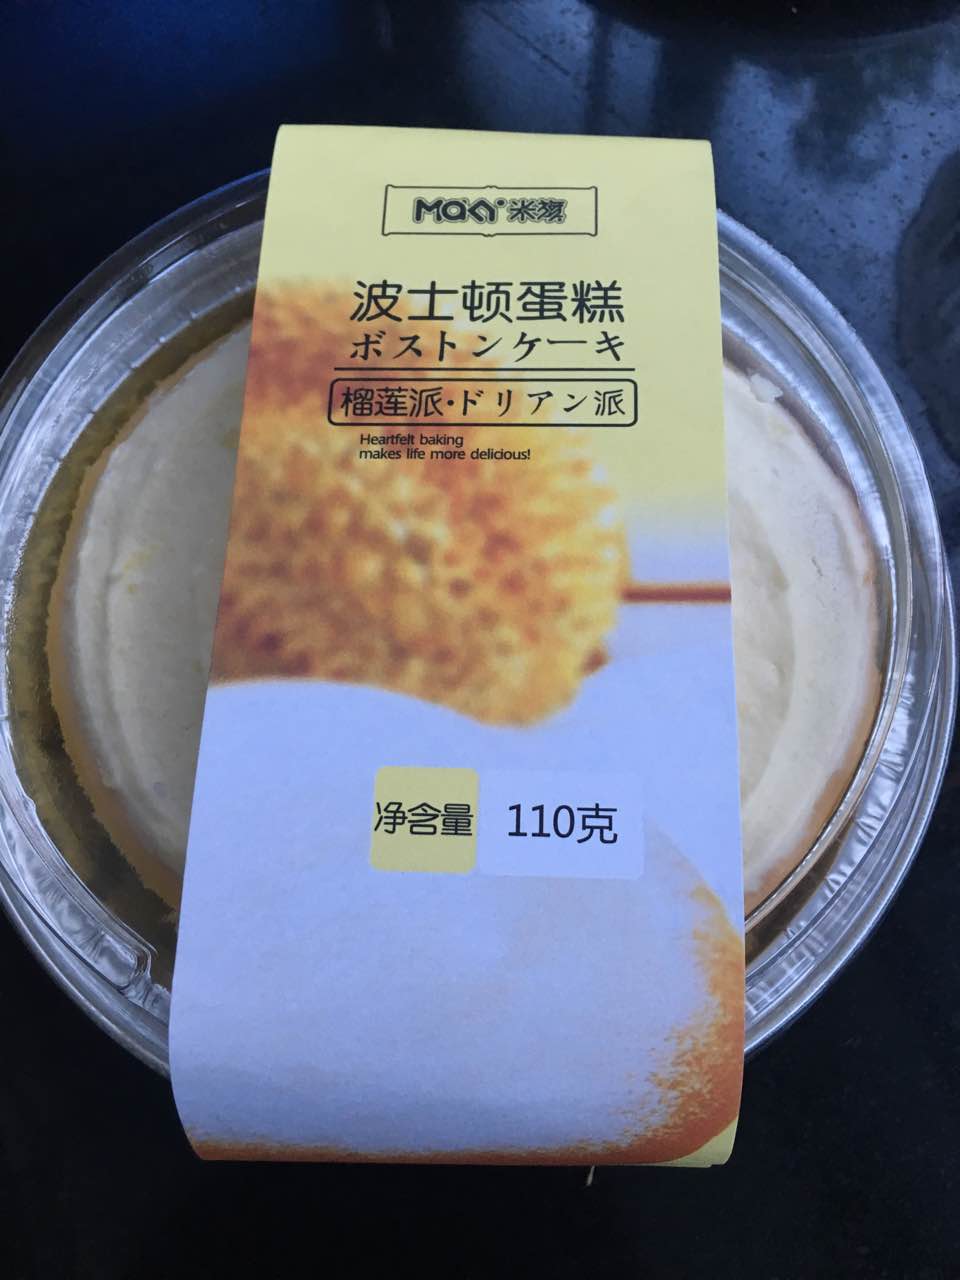 MaQ 米旗
波士顿蛋糕
ボストンケーキ
榴莲派·ドリアン派
Heartfelt baking
makes life more delicious!
净含量 110克